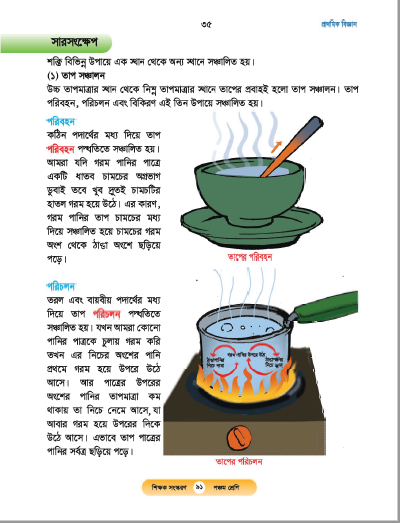 ৩৫
প্রাথমিক বিজ্ঞান
সারসংক্ষেপ
শক্তি বিভিন্ন উপায়ে এক স্থান থেকে অন্য স্থানে সঞ্চালিত হয়।
(১) তাপ সঞ্চালন
উচ্চ তাপমাত্রার স্থান থেকে নিম্ন তাপমাত্রার স্থানে তাপের প্রবাহই হলো তাপ সঞ্চালন। তাপ
পরিবহন, পরিচলন এবং বিকিরণ এই তিন উপায়ে সঞ্চালিত হয়।
পরিবহন
কঠিন পদার্থের মধ্য দিয়ে তাপ
পরিবহন পদ্ধতিতে সঞ্চালিত হয়।
আমরা যদি গরম পানির পাত্রে
একটি ধাতব চামচের অগ্রভাগ
ডুবাই তবে খুব দ্রুতই চামচটির
হাতল গরম হয়ে উঠে। এর কারণ,
গরম পানির তাপ চামচের মধ্য
দিয়ে সঞ্চালিত হয়ে চামচের গরম
অংশ থেকে ঠাণ্ডা অংশে ছড়িয়ে
পড়ে।
তাপের পরিবহন
পরিচলন
তরল এবং বায়বীয় পদার্থের মধ্য
দিয়ে তাপ পরিচলন পদ্ধতিতে
সঞ্চালিত হয়। যখন আমরা কোনো
পানির পাত্রকে চুলায় গরম করি
তখন এর নিচের অংশের পানি
প্রথমে গরম হয়ে উপরে উঠে
আসে। আর পাত্রের উপরের
অংশের পানির তাপমাত্রা কম
থাকায় তা নিচে নেমে আসে, যা
আবার গরম হয়ে উপরের দিকে
উঠে আসে। এভাবে তাপ পাত্রের
পানির সর্বত্র ছড়িয়ে পড়ে।
গরম পানির উপরে উঠা
তাপের পরিচলন
শিক্ষক সংস্করণ ৯১ পঞ্চম শ্রেণি